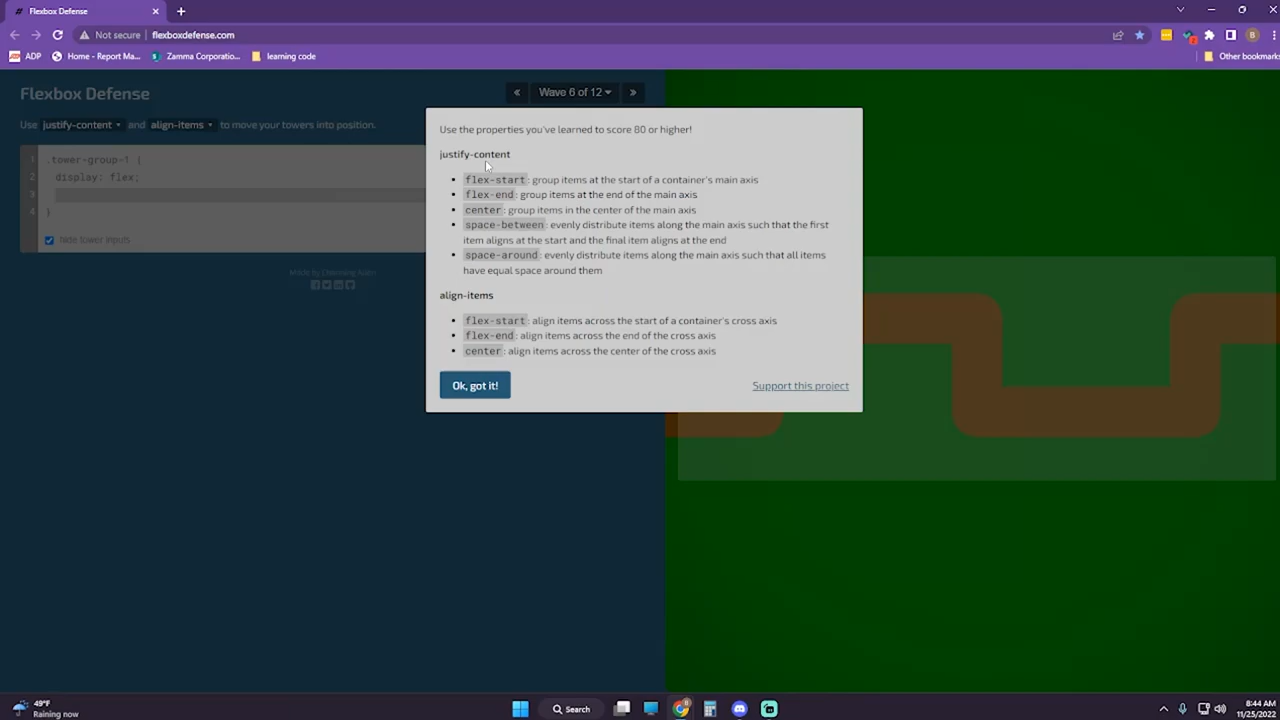 Flexbox Defense
Not secure
flexboxdefense.com
B
ADP
Home - Report Ma...
Zamma Corporatio...
learning code
Other bookmarks
Flexbox Defense
« Wave 6 of 12 »
Use justify-content and align-items to move your towers into position.
1 .tower-group-1 {
2 display: flex;
3
4 }
hide tower inputs
Use the properties you've learned to score 80 or higher!
justify-content
• flex-start: group items at the start of a container's main axis
• flex-end: group items at the end of the main axis
• center: group items in the center of the main axis
• space-between: evenly distribute items along the main axis such that the first
item aligns at the start and the final item aligns at the end
• space-around: evenly distribute items along the main axis such that all items
have equal space around them
align-items
• flex-start: align items across the start of a container's cross axis
• flex-end: align items across the end of the cross axis
• center: align items across the center of the cross axis
Ok, got it!
Support this project
Made by Channing Allen
49°F
Raining now
Search
8:44 AM
11/25/2022